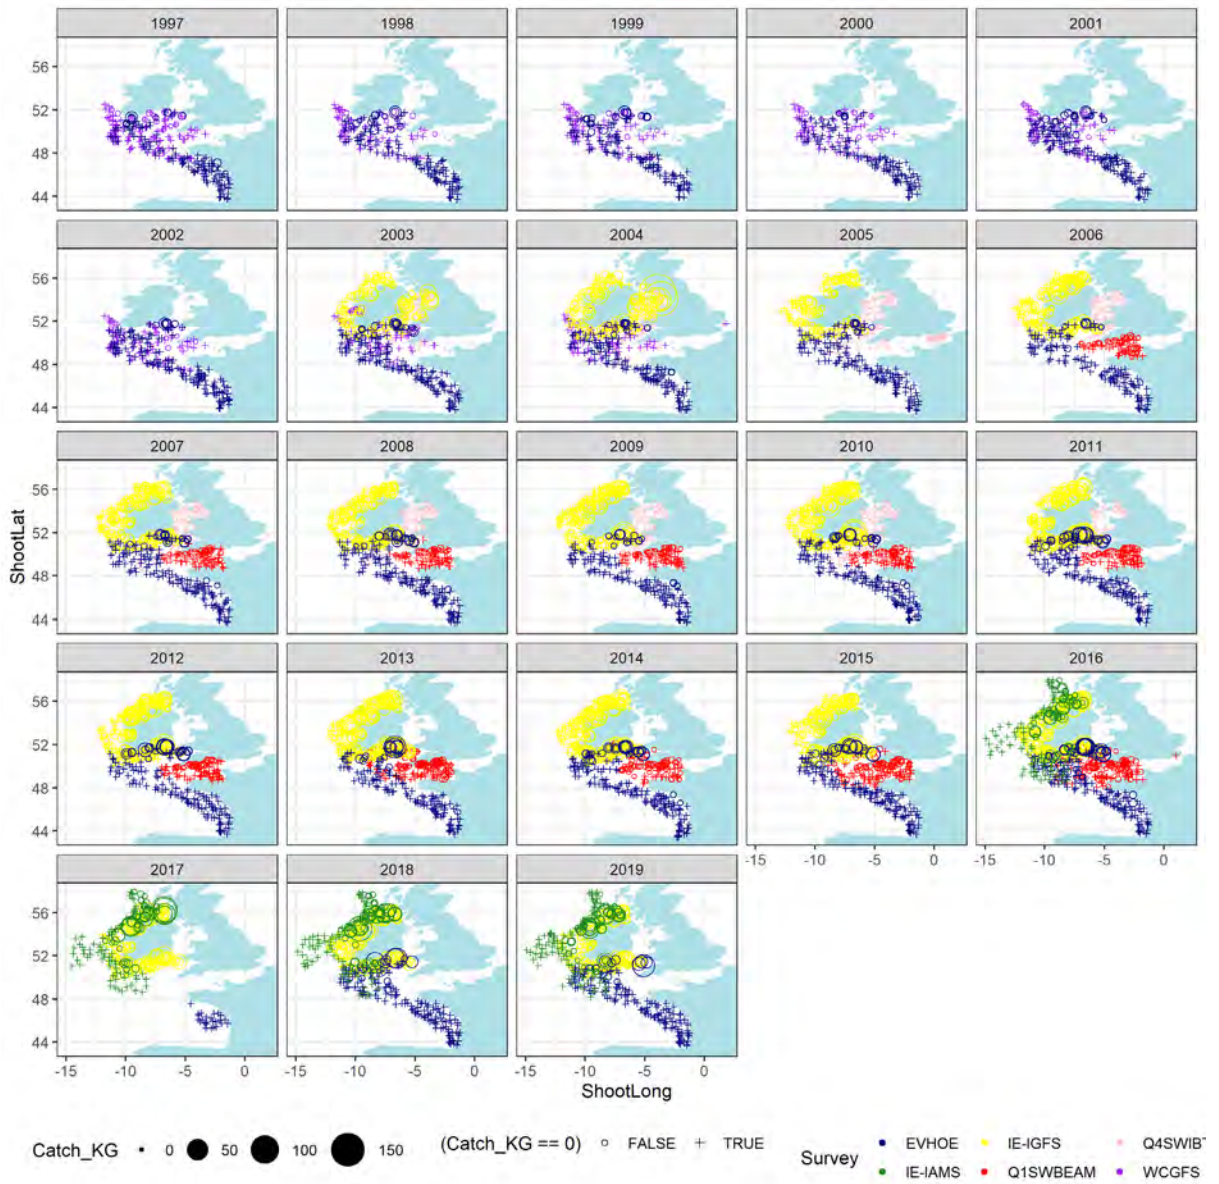 1997 1998 1999 2000 2001
56
52
48
44
2002 2003 2004 2005 2006
56
52
48
44
2007 2008 2009 2010 2011
56
52
48
44
ShootLat
2012 2013 2014 2015 2016
56
52
48
44
-15 -10 -5 0 -15 -10 -5 0
2017 2018 2019
56
52
48
44
-15 -10 -5 0 -15 -10 -5 0 -15 -10 -5 0
ShootLong
Catch_KG 0 50 100 150 (Catch_KG == 0) FALSE TRUE Survey
EVHOE IE-IGFS Q4SWIBT
IE-IAMS Q1SWBEAM WCGFS